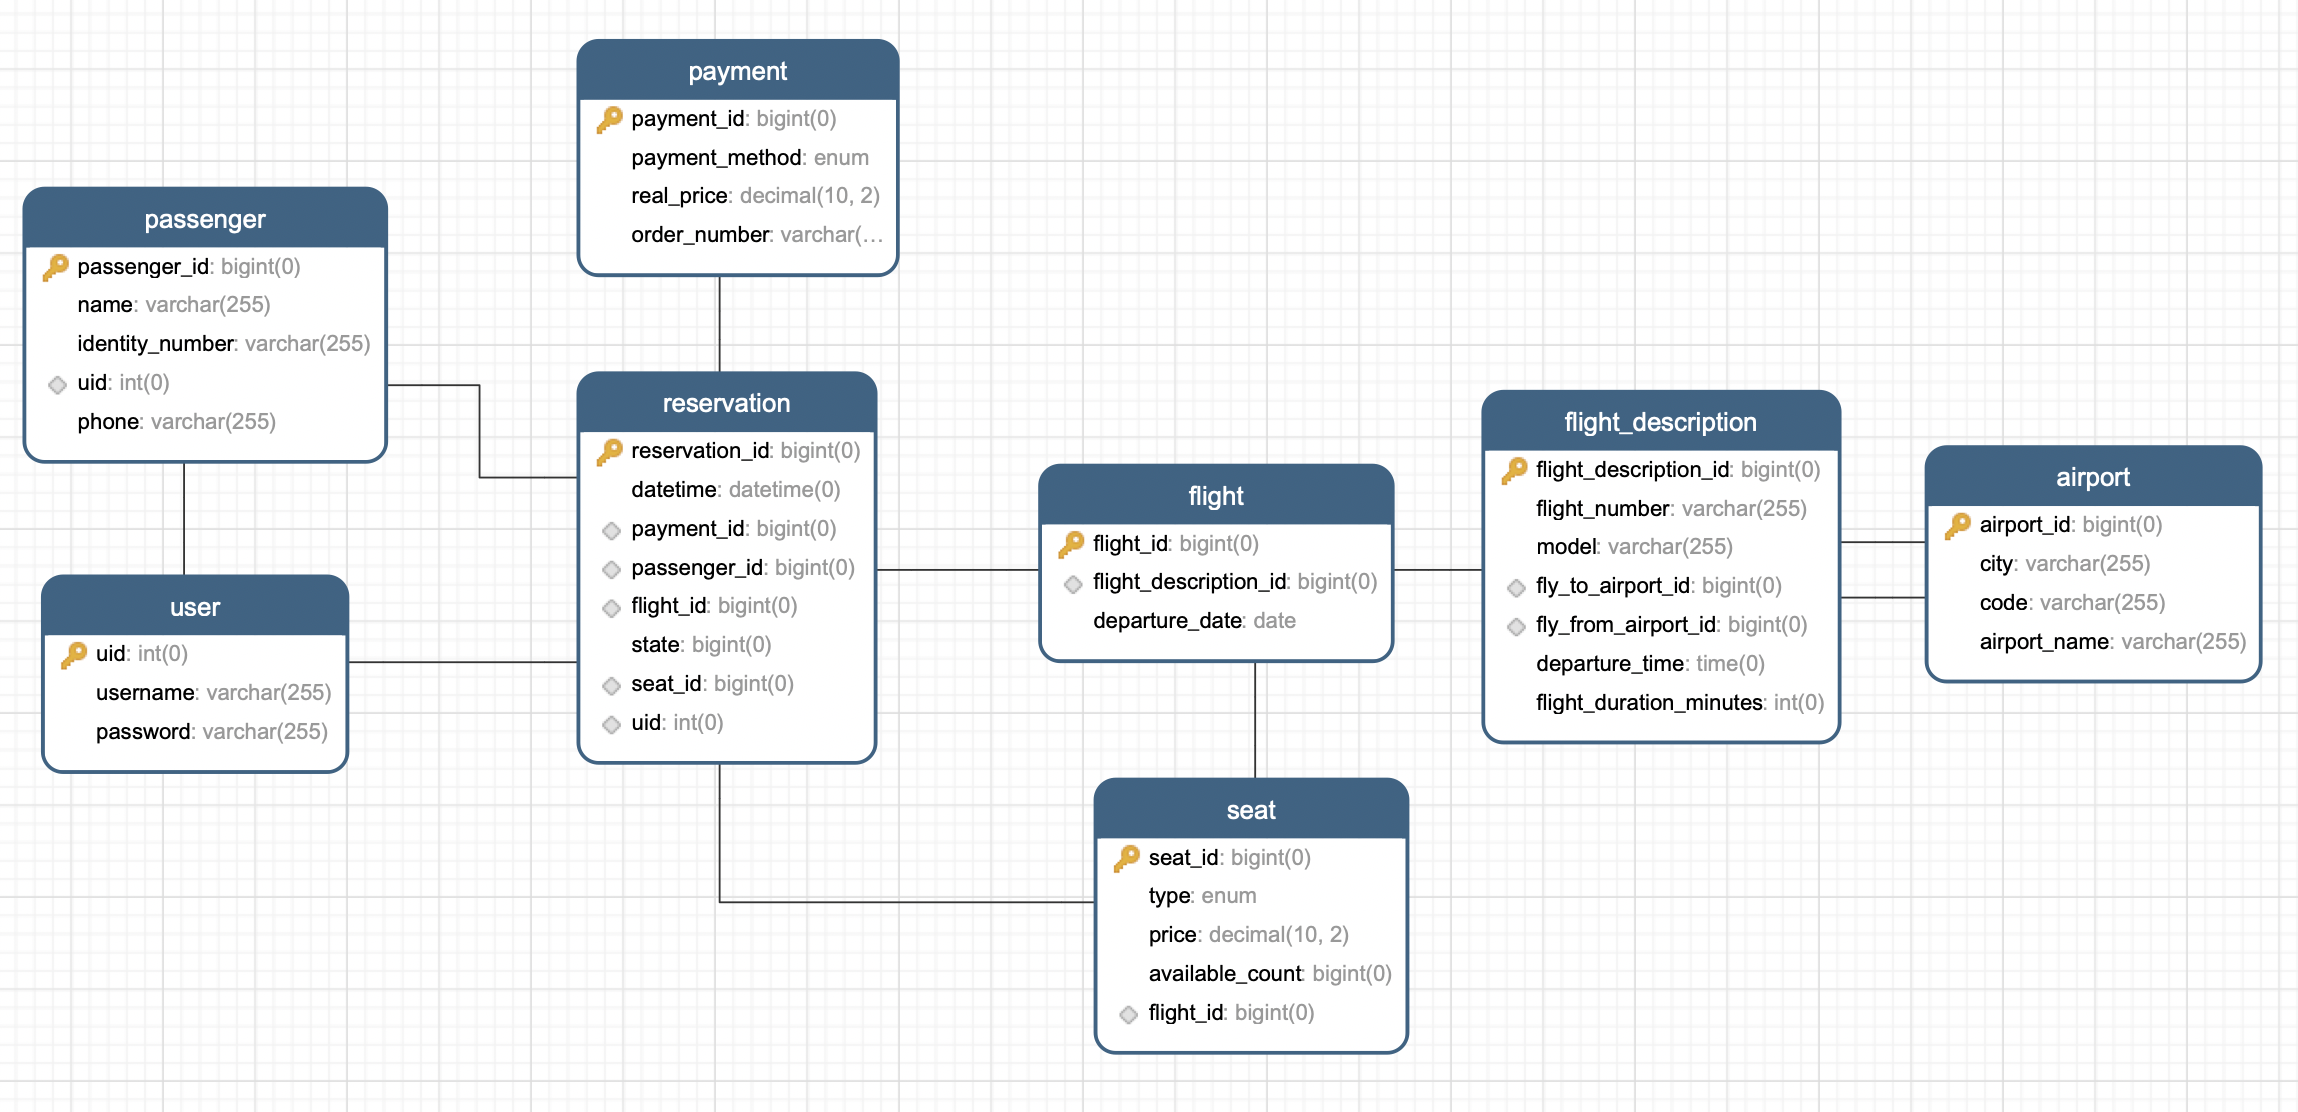 payment
payment_id: bigint(0)
payment_method: enum
real_price: decimal(10, 2)
order_number: varchar(...
passenger
passenger_id: bigint(0)
name: varchar(255)
identity_number: varchar(255)
uid: int(0)
phone: varchar(255)
reservation
reservation_id: bigint(0)
datetime: datetime(0)
payment_id: bigint(0)
passenger_id: bigint(0)
flight_id: bigint(0)
state: bigint(0)
seat_id: bigint(0)
uid: int(0)
user
uid: int(0)
username: varchar(255)
password: varchar(255)
flight
flight_id: bigint(0)
flight_description_id: bigint(0)
departure_date: date
flight_description
flight_description_id: bigint(0)
flight_number: varchar(255)
model: varchar(255)
fly_to_airport_id: bigint(0)
fly_from_airport_id: bigint(0)
departure_time: time(0)
flight_duration_minutes: int(0)
airport
airport_id: bigint(0)
city: varchar(255)
code: varchar(255)
airport_name: varchar(255)
seat
seat_id: bigint(0)
type: enum
price: decimal(10, 2)
available_count: bigint(0)
flight_id: bigint(0)